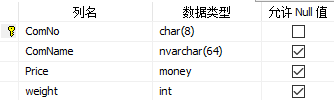 列名 数据类型 允许 Null 值
ComNo char(8)
ComName nvarchar(64)
Price money
weight int